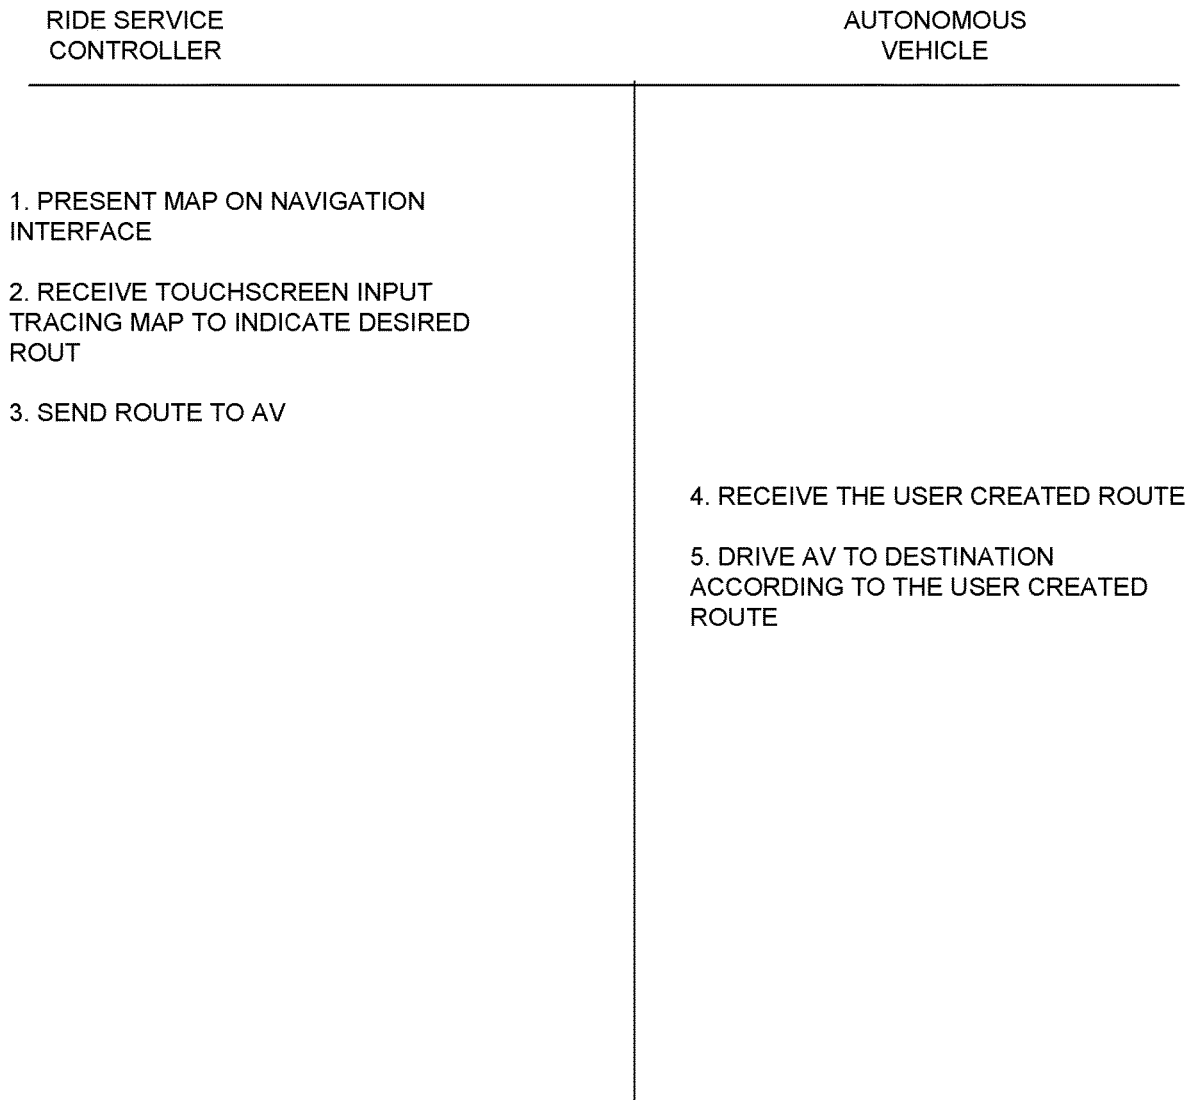 RIDE SERVICE
CONTROLLER
AUTONOMOUS
VEHICLE
1. PRESENT MAP ON NAVIGATION
INTERFACE
2. RECEIVE TOUCHSCREEN INPUT
TRACING MAP TO INDICATE DESIRED
ROUT
3. SEND ROUTE TO AV
4. RECEIVE THE USER CREATED ROUTE
5. DRIVE AV TO DESTINATION
ACCORDING TO THE USER CREATED
ROUTE